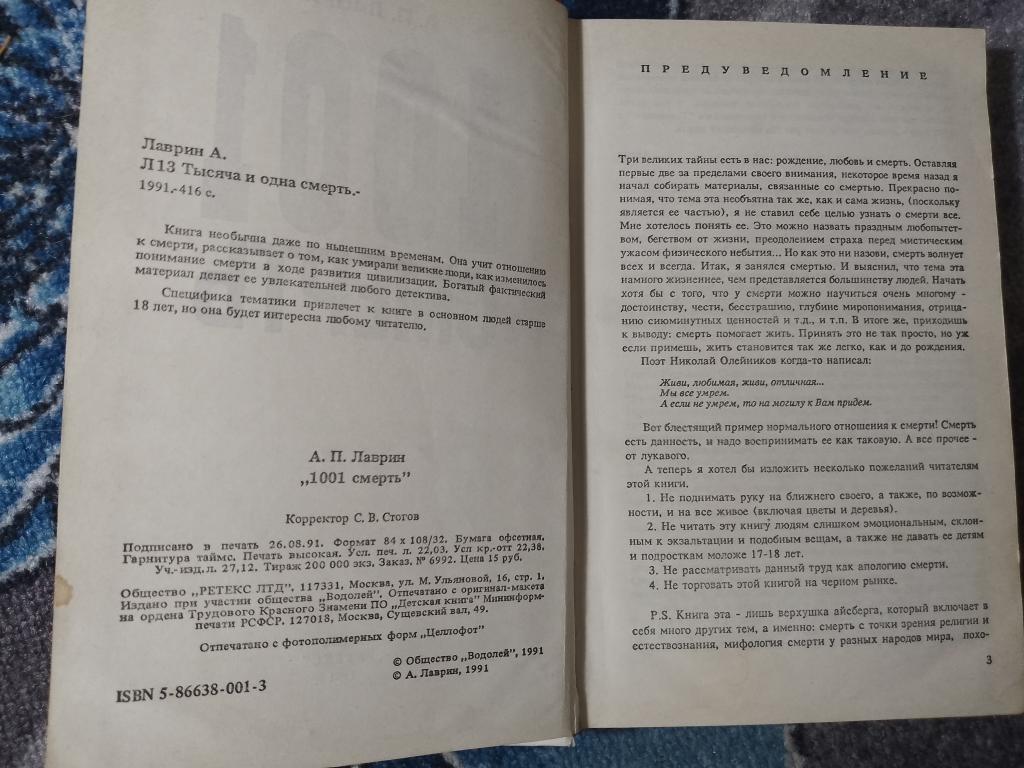 Лаврин А.
Л13 Тысяча и одна смерть.-
1991.-416 с.
Книга необычна даже по нынешним временам. Она учит отношению
к смерти, рассказывает о том, как умирали великие люди, как изменилось
понимание смерти в ходе развития цивилизации. Богатый фактический
материал делает ее увлекательней любого детектива.
Специфика тематики привлечет к книге в основном людей старше
18 лет, но она будет интересна любому читателю.
А. П. Лаврин
„1001 смерть”
Корректор С. В. Стогов
Подписано в печать 26.08.91. Формат 84 х 108/32. Бумага офсетная.
Гарнитура таймс. Печать высокая. Усл. печ. л. 22,03. Усл кр.-отт 22,38.
Уч.-изд.л. 27,12. Тираж 200 000 экз. Заказ. № 6992. Цена 15 руб.
Общество „РЕТЕКС ЛТД”, 117331, Москва, ул. М. Ульяновой, 16, стр. 1.
Издано при участии общества „Водолей”. Отпечатано с оригинал-макета
на ордена Трудового Красного Знамени ПО „Детская книга” Мининформ-
печати РСФСР. 127018, Москва, Сущевский вал, 49.
Отпечатано с фотополимерных форм „Целлофот”
© Общество „Водолей”, 1991
© А. Лаврин, 1991
ISBN 5-86638-001-3
ПРЕДУВЕДОМЛЕНИЕ
Три великих тайны есть в нас: рождение, любовь и смерть. Оставляя
первые две за пределами своего внимания, некоторое время назад я
начал собирать материалы, связанные со смертью. Прекрасно по-
нимая, что тема эта необъятна так же, как и сама жизнь, (поскольку
является ее частью), я не ставил себе целью узнать о смерти все.
Мне хотелось понять ее. Это можно назвать праздным любопытст-
вом, бегством от жизни, преодолением страха перед мистическим
ужасом физического небытия... Но как это ни назови, смерть волнует
всех и всегда. Итак, я занялся смертью. И выяснил, что тема эта
намного жизненнее, чем представляется большинству людей. Начать
хотя бы с того, что у смерти можно научиться очень многому -
достоинству, чести, бесстрашию, глубине миропонимания, отрица-
нию сиюминутных ценностей и т.д., и т.п. В итоге же, приходишь
к выводу: смерть помогает жить. Принять это не так просто, но уж
если примешь, жить становится так же легко, как и до рождения.
Поэт Николай Олейников когда-то написал:
Живи, любимая, живи, отличная...
Мы все умрем.
А если не умрем, то на могилу к Вам придем.
Вот блестящий пример нормального отношения к смерти! Смерть
есть данность, и надо воспринимать ее как таковую. А все прочее -
от лукавого.
А теперь я хотел бы изложить несколько пожеланий читателям
этой книги.
1. Не поднимать руку на ближнего своего, а также, по возмож-
ности, и на все живое (включая цветы и деревья).
2. Не читать эту книгу людям слишком эмоциональным, склон-
ным к экзальтации и подобным вещам, а также не давать ее детям
и подросткам моложе 17-18 лет.
3. Не рассматривать данный труд как апологию смерти.
4. Не торговать этой книгой на черном рынке.
P.S. Книга эта - лишь верхушка айсберга, который включает в
себя много других тем, а именно: смерть с точки зрения религии и
естествознания, мифология смерти у разных народов мира, похо-
3